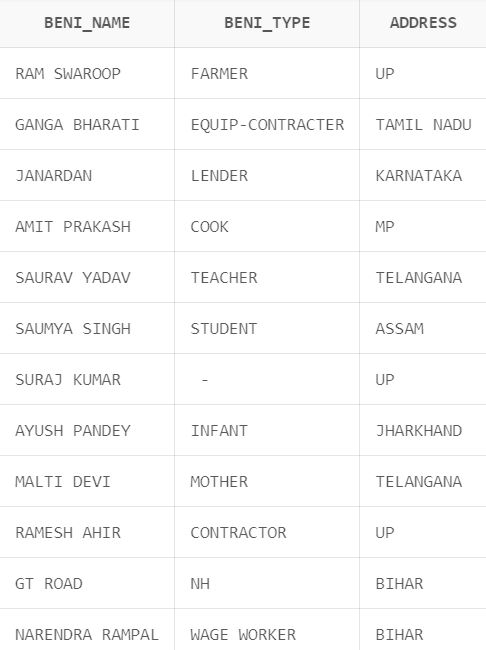 BENI_NAME BENI_TYPE ADDRESS
RAM SWAROOP FARMER UP
GANGA BHARATI EQUIP-CONTRACTER TAMIL NADU
JANARDAN LENDER KARNATAKA
AMIT PRAKASH COOK MP
SAURAV YADAV TEACHER TELANGANA
SAUMYA SINGH STUDENT ASSAM
SURAJ KUMAR - UP
AYUSH PANDEY INFANT JHARKHAND
MALTI DEVI MOTHER TELANGANA
RAMESH AHIR CONTRACTOR UP
GT ROAD NH BIHAR
NARENDRA RAMPAL WAGE WORKER BIHAR